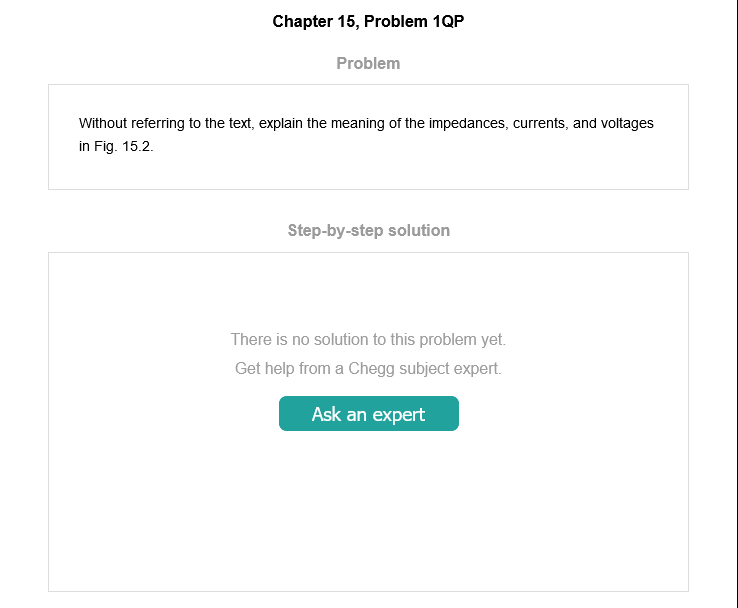 Chapter 15, Problem 1QP
Problem
Without referring to the text, explain the meaning of the impedances, currents, and voltages
in Fig. 15.2.
Step-by-step solution
There is no solution to this problem yet.
Get help from a Chegg subject expert.
Ask an expert